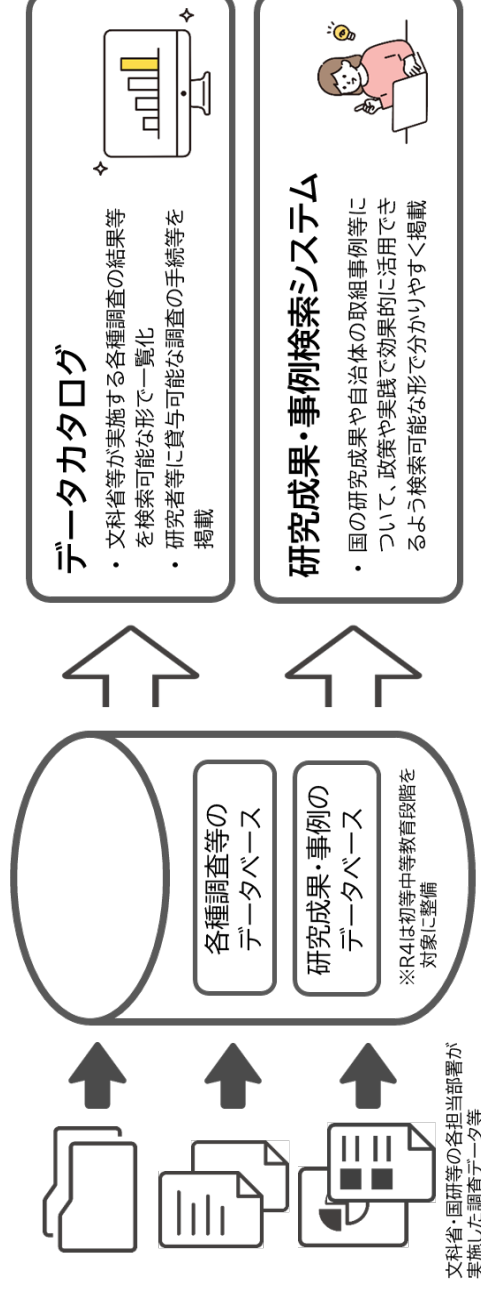 文科省・国研等の各担当部署が
実施した調査データ等
各種調査等の
データベース
研究成果・事例の
データベース
※R4は初等中等教育段階を
対象に整備
データカタログ
・ 文科省等が実施する各種調査の結果等
を検索可能な形で一覧化
・ 研究者等に貸与可能な調査の手続等を
掲載
研究成果・事例検索システム
・ 国の研究成果や自治体の取組事例等に
ついて、政策や実践で効果的に活用でき
るよう検索可能な形で分かりやすく掲載